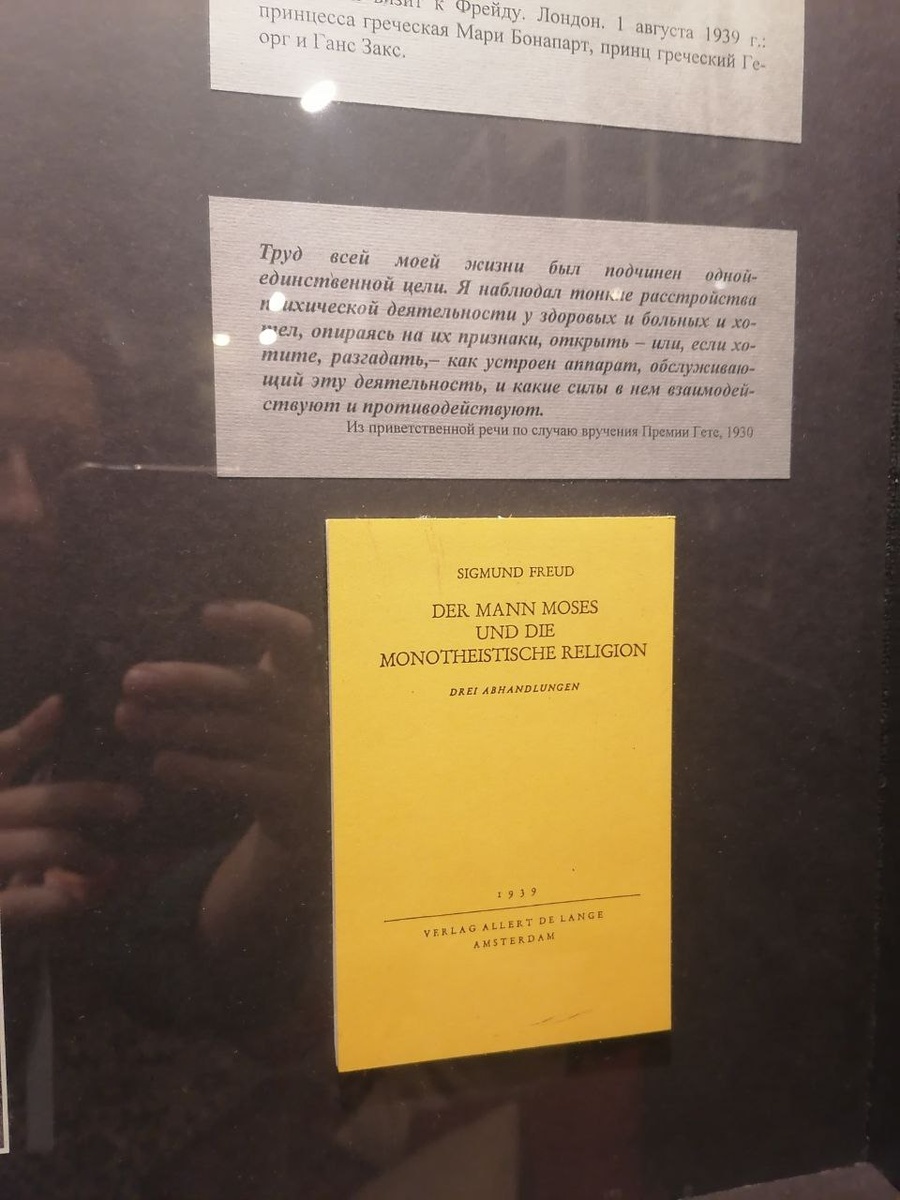 визит к Фрейду. Лондон. 1 августа 1939 г.:
принцесса греческая Мари Бонапарт, принц греческий Ге-
орг и Ганс Закс.
Труд всей моей жизни был подчинен одной-
единственной цели. Я наблюдал тонкие расстройства
психической деятельности у здоровых и больных и хо-
тел, опираясь на их признаки, открыть – или, если хо-
тите, разгадать,– как устроен аппарат, обслуживаю-
щий эту деятельность, и какие силы в нем взаимодей-
ствуют и противодействуют.
Из приветственной речи по случаю вручения Премии Гете, 1930
SIGMUND FREUD
DER MANN MOSES
UND DIE
MONOTHEISTISCHE RELIGION
DREI ABHANDLUNGEN
1939
VERLAG ALLERT DE LANGE
AMSTERDAM